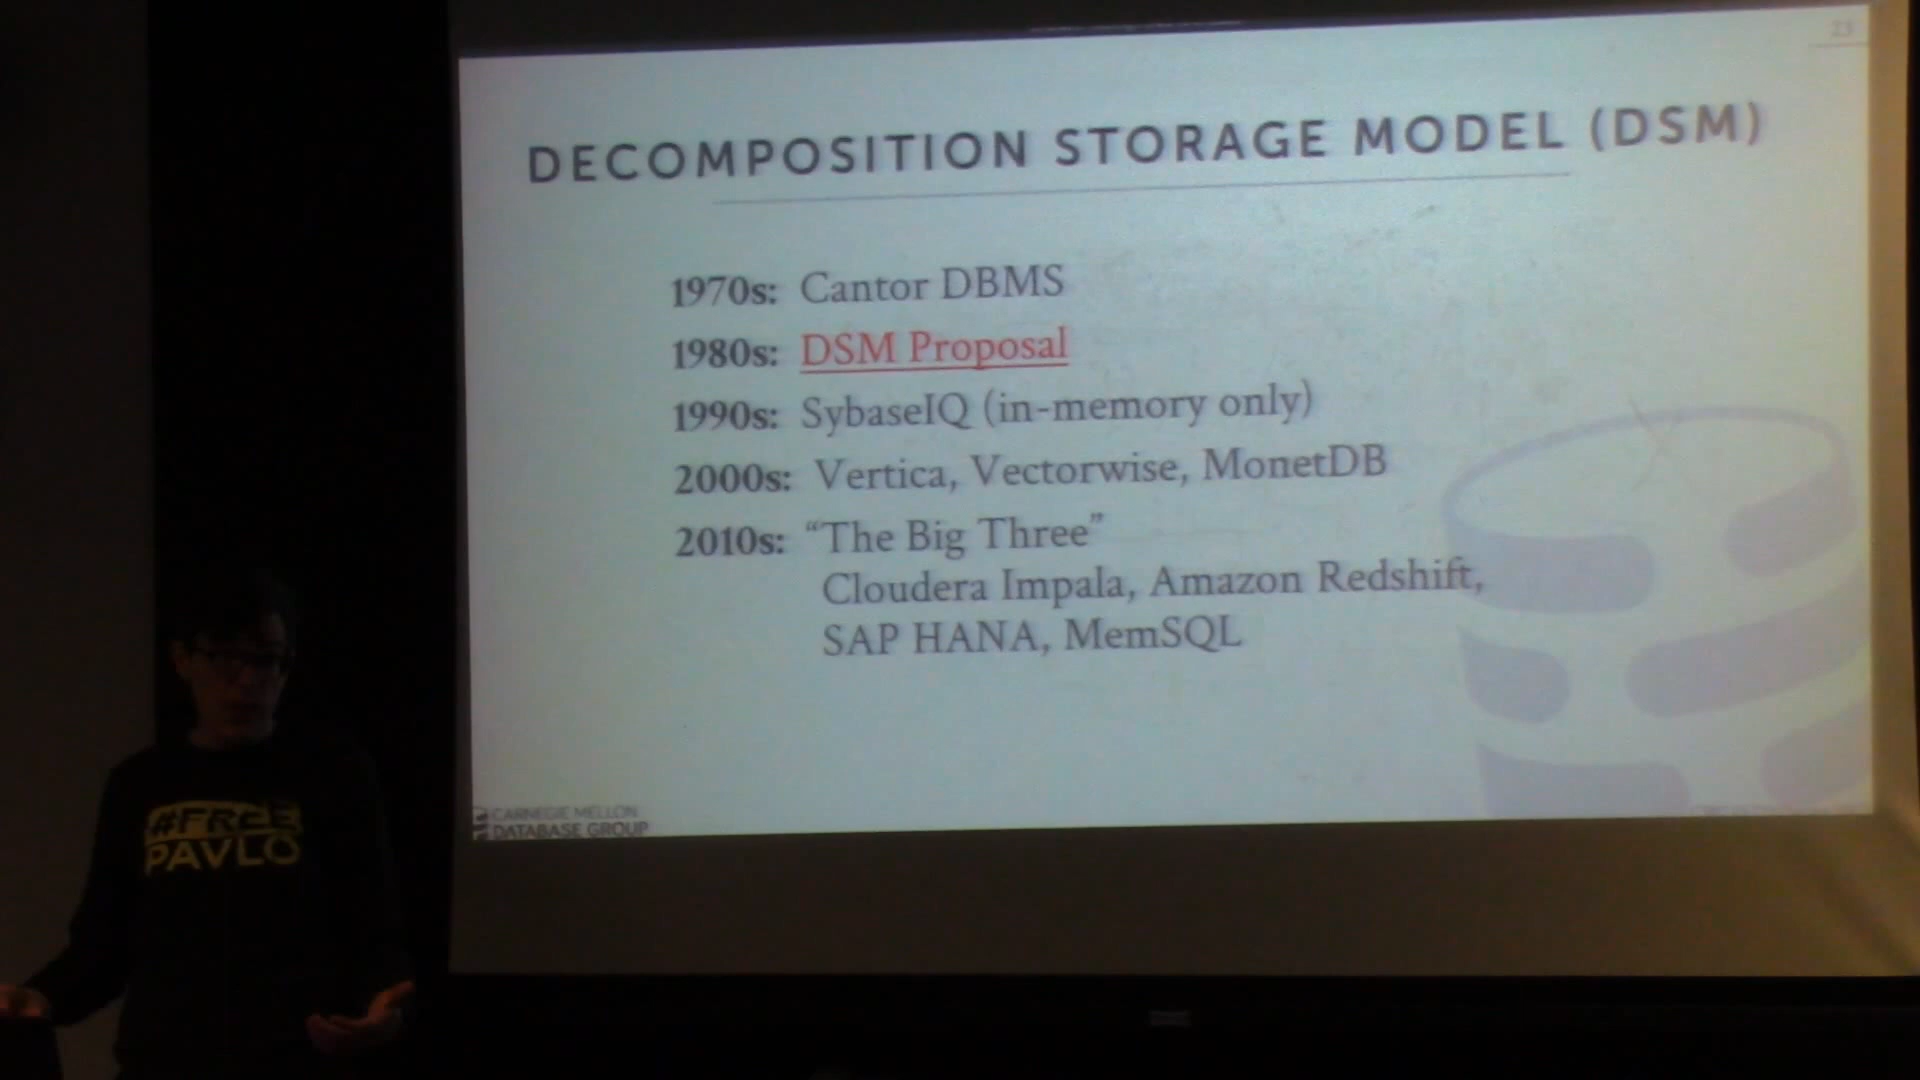 23
DECOMPOSITION STORAGE MODEL (DSM)
1970s: Cantor DBMS
1980s: DSM Proposal
1990s: SybaseIQ (in-memory only)
2000s: Vertica, Vectorwise, MonetDB
2010s: “The Big Three”
Cloudera Impala, Amazon Redshift,
SAP HANA, MemSQL
CARNEGIE MELLON
DATABASE GROUP
#FREE
PAVLO